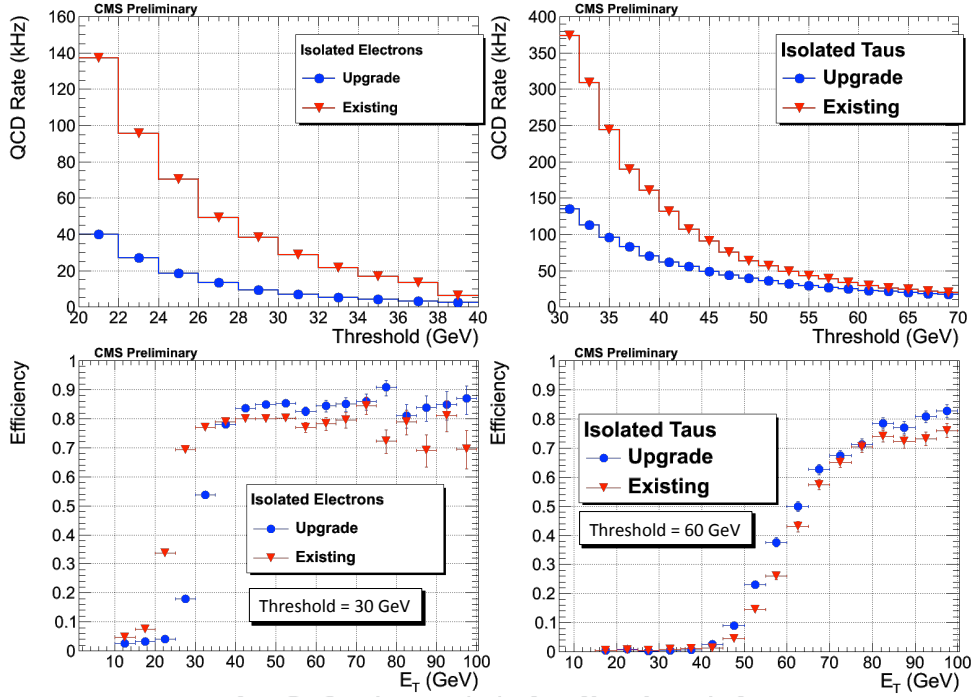 CMS Preliminary
QCD Rate (kHz)
160
140
120
100
80
60
40
20
0
Isolated Electrons
Upgrade
Existing
20 22 24 26 28 30 32 34 36 38 40
Threshold (GeV)
CMS Preliminary
QCD Rate (kHz)
400
350
300
250
200
150
100
50
0
Isolated Taus
Upgrade
Existing
30 35 40 45 50 55 60 65 70
Threshold (GeV)
CMS Preliminary
Efficiency
1
0.9
0.8
0.7
0.6
0.5
0.4
0.3
0.2
0.1
0
Isolated Electrons
Upgrade
Existing
Threshold = 30 GeV
10 20 30 40 50 60 70 80 90 100
E_T (GeV)
CMS Preliminary
Efficiency
1
0.9
0.8
0.7
0.6
0.5
0.4
0.3
0.2
0.1
0
Isolated Taus
Upgrade
Existing
Threshold = 60 GeV
10 20 30 40 50 60 70 80 90 100
E_T (GeV)